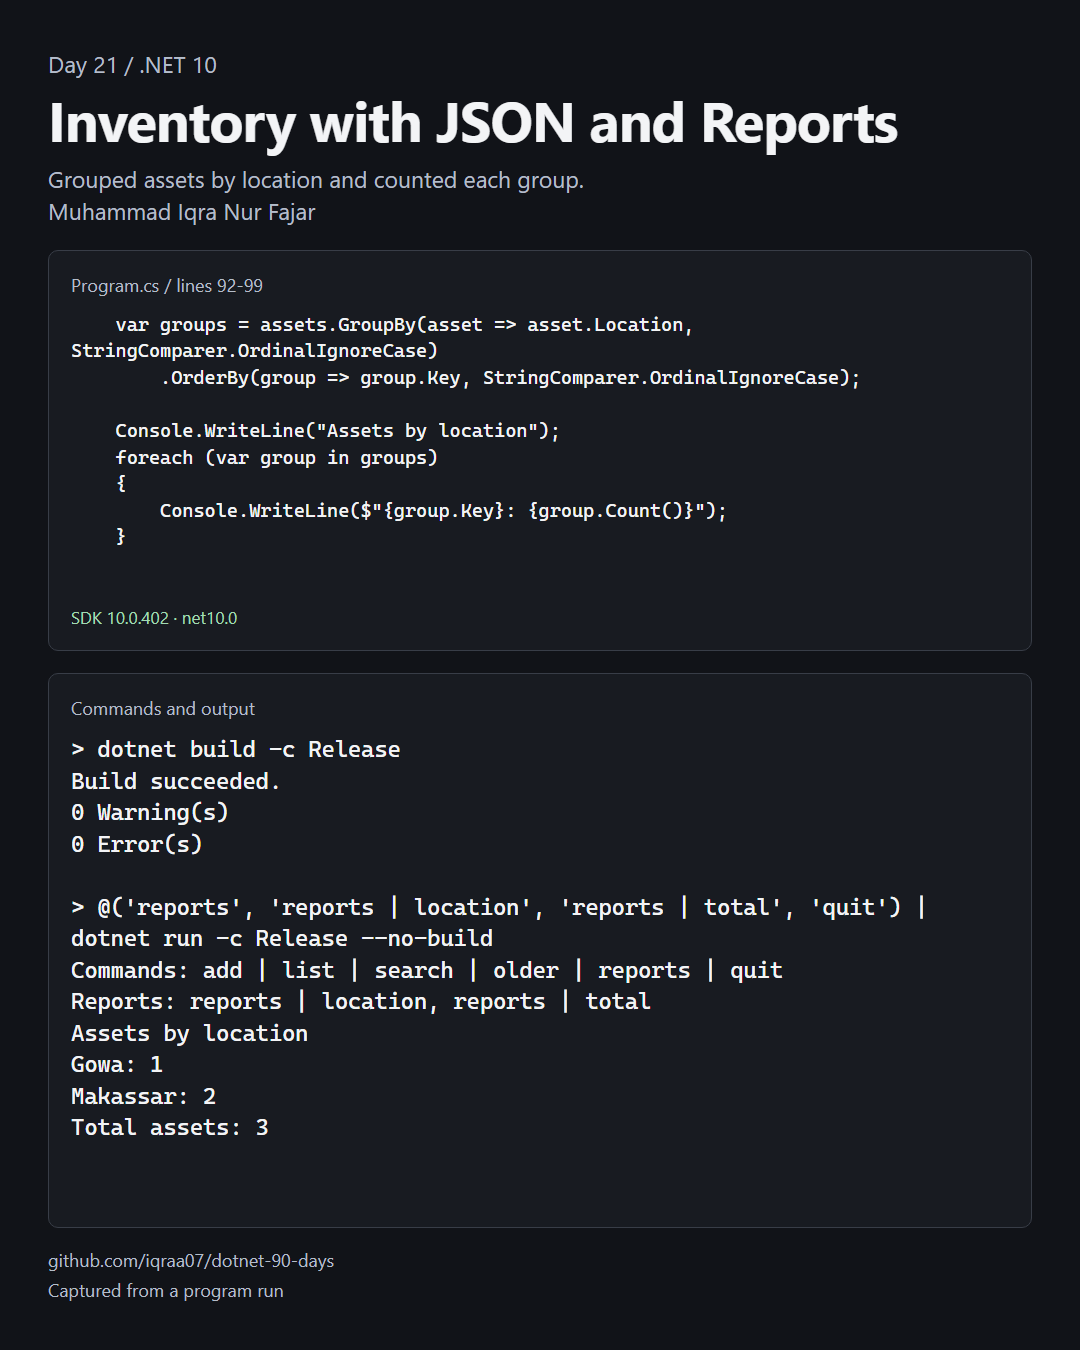 Day 21 / .NET 10
Inventory with JSON and Reports
Grouped assets by location and counted each group.
Muhammad Iqra Nur Fajar
Program.cs / lines 92-99
    var groups = assets.GroupBy(asset => asset.Location,
StringComparer.OrdinalIgnoreCase)
        .OrderBy(group => group.Key, StringComparer.OrdinalIgnoreCase);

    Console.WriteLine("Assets by location");
    foreach (var group in groups)
    {
        Console.WriteLine($"{group.Key}: {group.Count()}");
    }
SDK 10.0.402 · net10.0
Commands and output
> dotnet build -c Release
Build succeeded.
0 Warning(s)
0 Error(s)

> @('reports', 'reports | location', 'reports | total', 'quit') |
dotnet run -c Release --no-build
Commands: add | list | search | older | reports | quit
Reports: reports | location, reports | total
Assets by location
Gowa: 1
Makassar: 2
Total assets: 3
github.com/iqraa07/dotnet-90-days
Captured from a program run